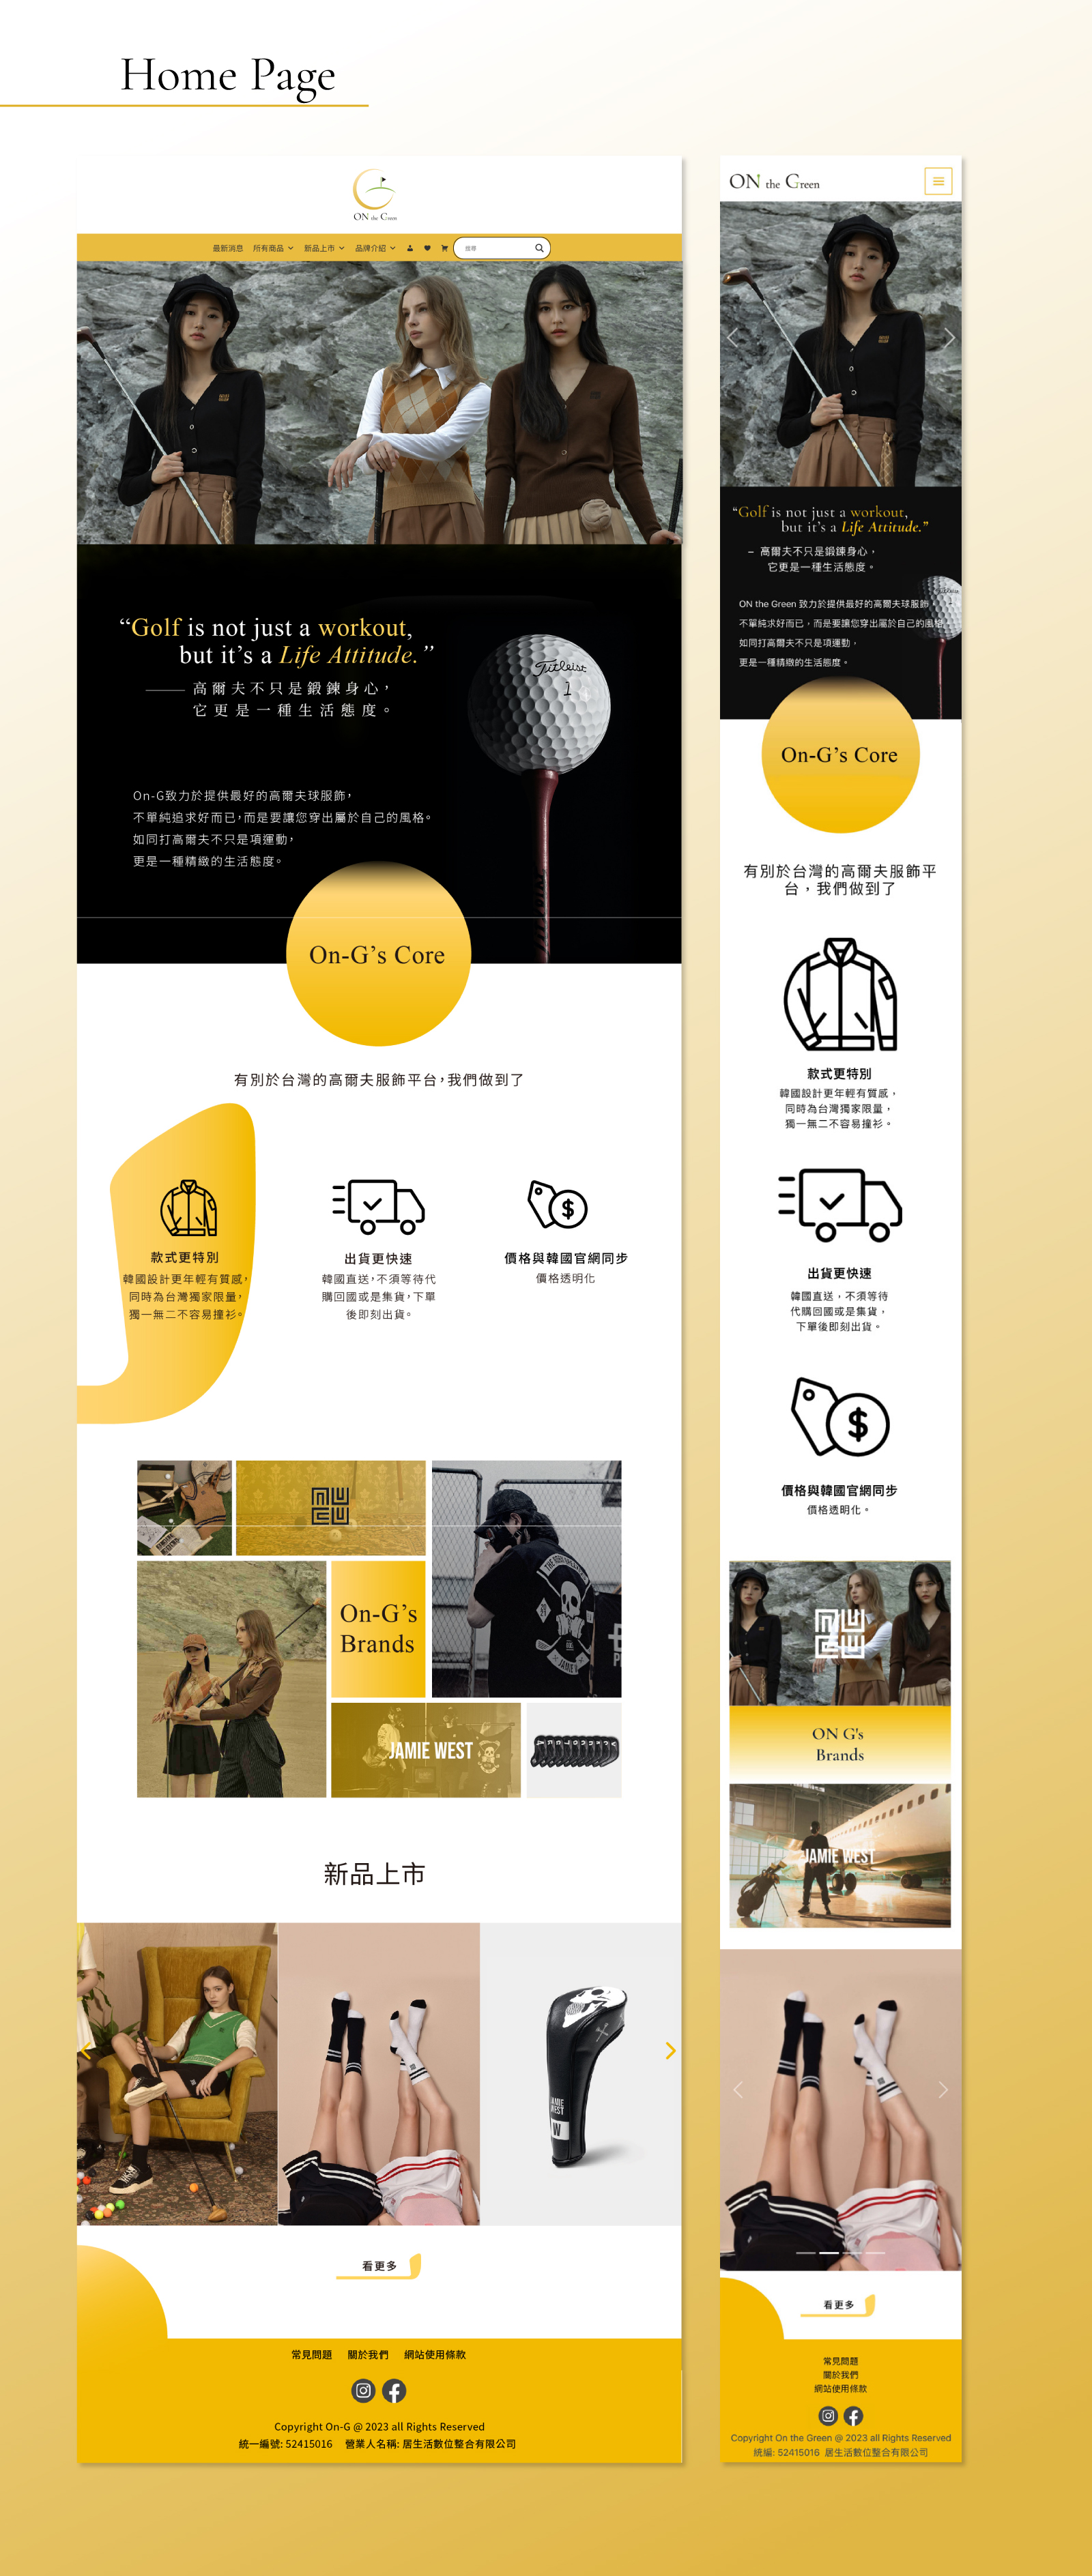 Home Page
ON the Green
最新消息 所有商品 新品上市 品牌介紹 搜尋
“Golf is not just a workout,
but it’s a Life Attitude.”
高爾夫不只是鍛鍊身心，
它更是一種生活態度。
Titleist
1
On-G致力於提供最好的高爾夫球服飾，
不單純追求好而已，而是要讓您穿出屬於自己的風格。
如同打高爾夫不只是項運動，
更是一種精緻的生活態度。
On-G’s Core
有別於台灣的高爾夫服飾平台，我們做到了
款式更特別
韓國設計更年輕有質感，
同時為台灣獨家限量，
獨一無二不容易撞衫。
出貨更快速
韓國直送，不須等待代
購回國或是集貨，下單
後即刻出貨。
價格與韓國官網同步
價格透明化
On-G’s
Brands
JAMIE WEST
新品上市
JAMIE
WEST
W
看更多
常見問題 關於我們 網站使用條款
Copyright On-G @ 2023 all Rights Reserved
統一編號: 52415016 營業人名稱: 居生活數位整合有限公司
ON the Green
“Golf is not just a workout,
but it’s a Life Attitude.”
– 高爾夫不只是鍛鍊身心，
它更是一種生活態度。
ON the Green 致力於提供最好的高爾夫球服飾，
不單純求好而已，而是要讓您穿出屬於自己的風格，
如同打高爾夫不只是項運動，
更是一種精緻的生活態度。
On-G’s Core
有別於台灣的高爾夫服飾平
台，我們做到了
款式更特別
韓國設計更年輕有質感，
同時為台灣獨家限量，
獨一無二不容易撞衫。
出貨更快速
韓國直送，不須等待
代購回國或是集貨，
下單後即刻出貨。
價格與韓國官網同步
價格透明化。
ON G's
Brands
JAMIE WEST
看更多
常見問題
關於我們
網站使用條款
Copyright On the Green @ 2023 all Rights Reserved
統編: 52415016 居生活數位整合有限公司